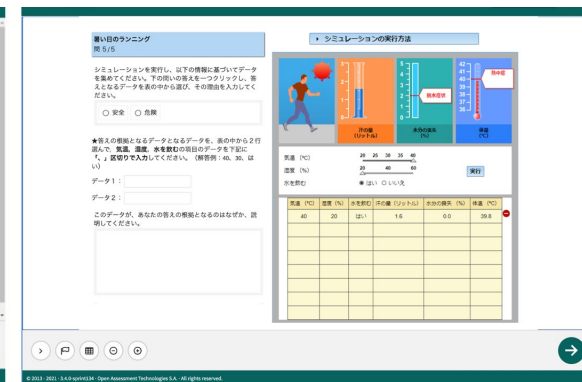 暑い日のランニング
問 5/5
シミュレーションを実行し、以下の情報に基づいてデータ
を集めてください。下の問いの答えを一つクリックし、答
えとなるデータを表の中から選び、その理由を入力してく
ださい。
安全 危険
★答えの根拠となるデータとなるデータを、表の中から２行
選んで、気温、湿度、水を飲むの項目のデータを下記に
「、」区切りで入力してください。（解答例：40、30、は
い）
データ１：
データ２：
このデータが、あなたの答えの根拠となるのはなぜか、説
明してください。
シミュレーションの実行方法
脱水症状
熱中症
汗の量
(リットル)
水分の損失
(%)
体温
(℃)
気温 (℃) 20 25 30 35 40
湿度 (%) 20 40 60
水を飲む はい いいえ
実行
気温 (℃) 湿度 (%) 水を飲む 汗の量 (リットル) 水分の損失 (%) 体温 (℃)
40 20 はい 1.6 0.0 39.8
© 2013 - 2021 - 3.4.0-sprint134 - Open Assessment Technologies S.A. - All rights reserved.